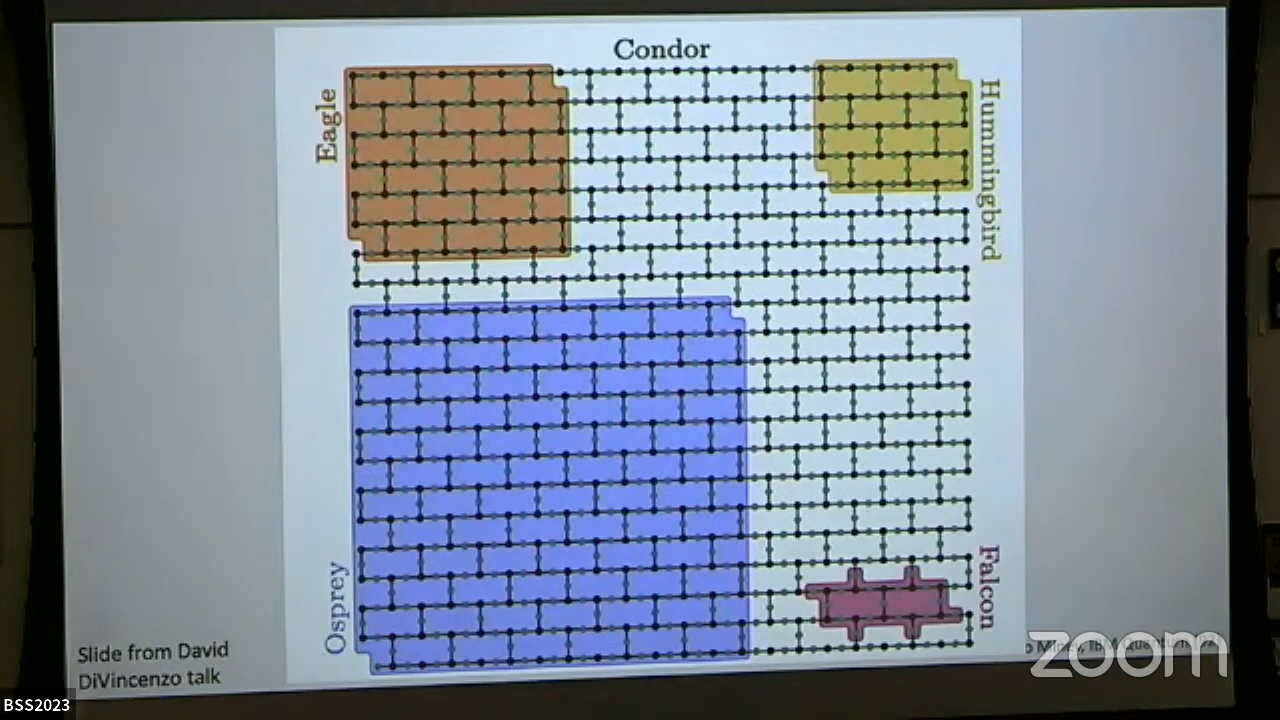 Condor
Eagle
Hummingbird
Osprey
Falcon
Slide from David
DiVincenzo talk
zoom
BSS2023